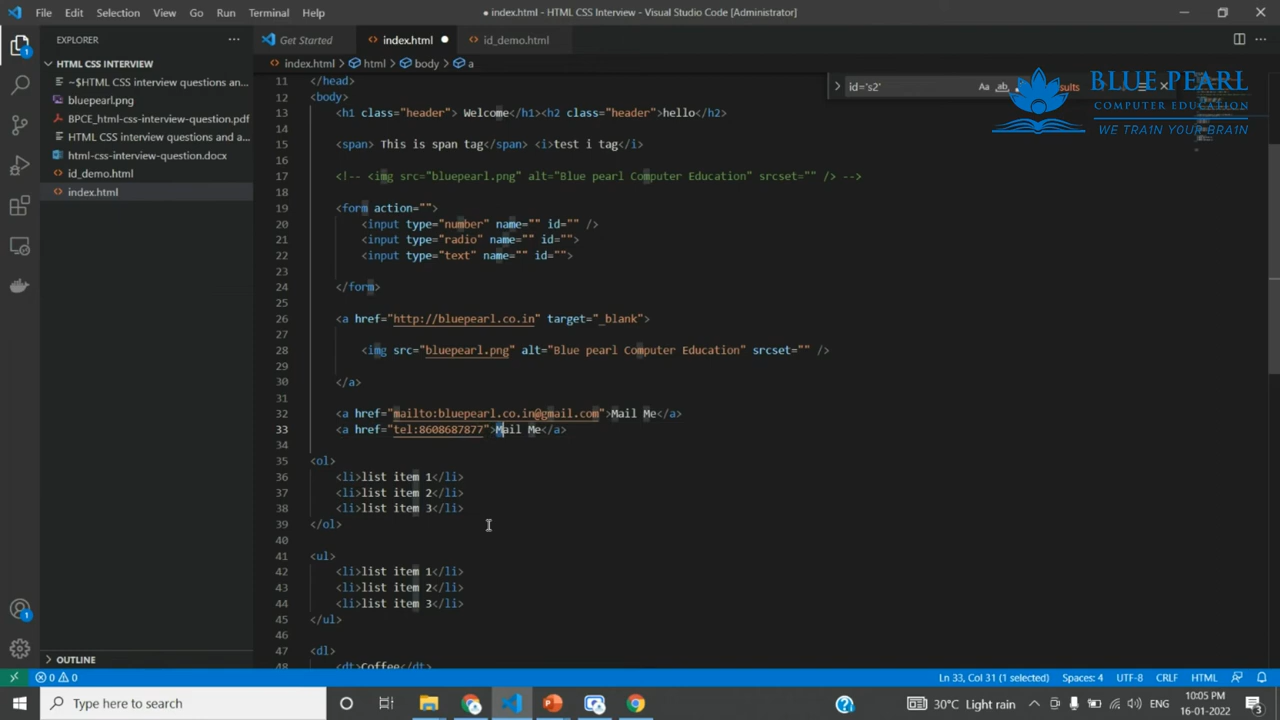 File Edit Selection View Go Run Terminal Help
● index.html - HTML CSS Interview - Visual Studio Code [Administrator]
EXPLORER ···
Get Started
index.html ●
id_demo.html
index.html > html > body > a
HTML CSS INTERVIEW
~$HTML CSS interview questions an...
bluepearl.png
BPCE_html-css-interview-question.pdf
HTML CSS interview questions and a...
html-css-interview-question.docx
id_demo.html
index.html
id='s2'
Aa ab
BLUE PEARL
COMPUTER EDUCATION
WE TRAIN YOUR BRAIN
11 </head>
12 <body>
13 <h1 class="header"> Welcome</h1><h2 class="header">hello</h2>
14
15 <span> This is span tag</span> <i>test i tag</i>
16
17 <!-- <img src="bluepearl.png" alt="Blue pearl Computer Education" srcset="" /> -->
18
19 <form action="">
20 <input type="number" name="" id="" />
21 <input type="radio" name="" id="">
22 <input type="text" name="" id="">
23
24 </form>
25
26 <a href="http://bluepearl.co.in" target="_blank">
27
28 <img src="bluepearl.png" alt="Blue pearl Computer Education" srcset="" />
29
30 </a>
31
32 <a href="mailto:bluepearl.co.in@gmail.com">Mail Me</a>
33 <a href="tel:8608687877">Mail Me</a>
34
35 <ol>
36 <li>list item 1</li>
37 <li>list item 2</li>
38 <li>list item 3</li>
39 </ol>
40
41 <ul>
42 <li>list item 1</li>
43 <li>list item 2</li>
44 <li>list item 3</li>
45 </ul>
46
47 <dl>
48 <dt>Coffee</dt>
OUTLINE
1
1
0 0
Ln 33, Col 31 (1 selected) Spaces: 4 UTF-8 CRLF HTML
Type here to search
30°C Light rain
ENG
10:05 PM
16-01-2022
3